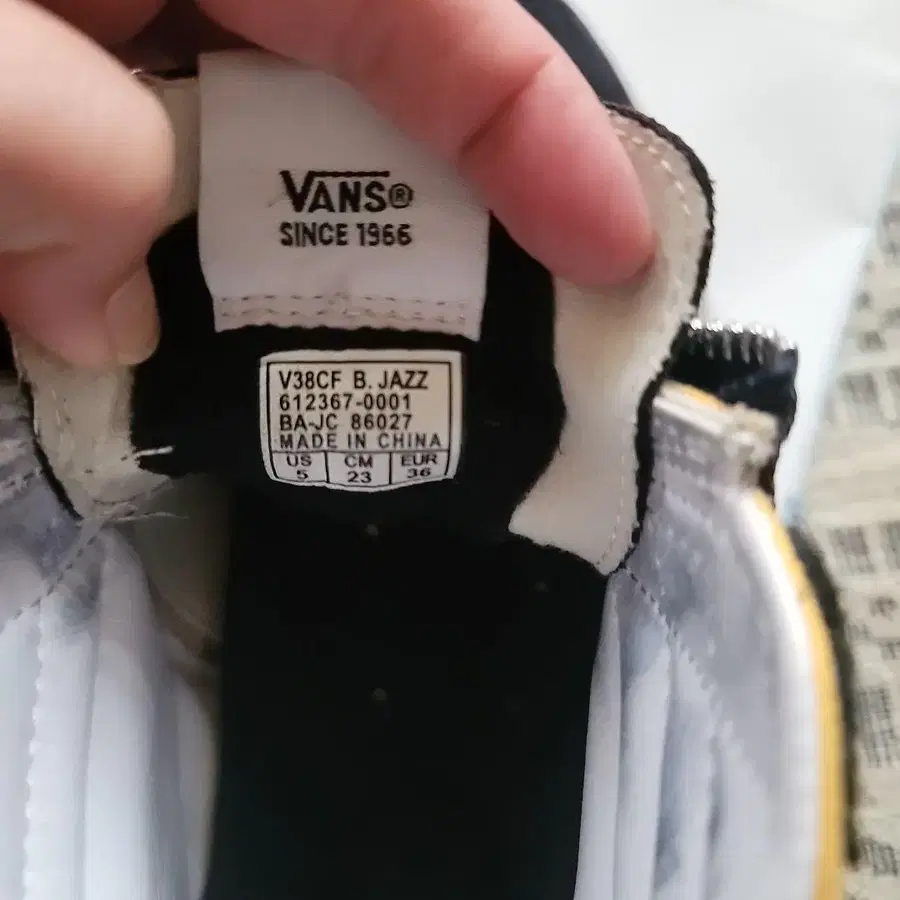 VANS®
SINCE 1966
V38CF B. JAZZ
612367-0001
BA-JC 86027
MADE IN CHINA
US CM EUR
5 23 36